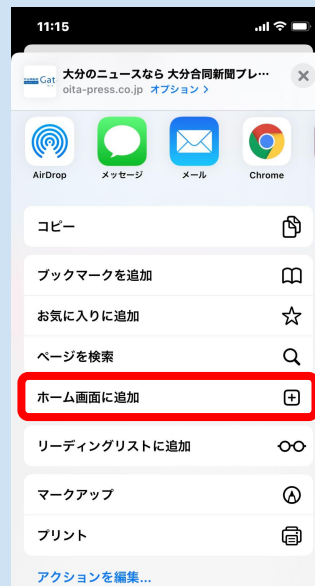 11:15
Gat
大分のニュースなら 大分合同新聞プレ…
oita-press.co.jp オプション >
AirDrop メッセージ メール Chrome
コピー
ブックマークを追加
お気に入りに追加
ページを検索
ホーム画面に追加
リーディングリストに追加
マークアップ
プリント
アクションを編集...